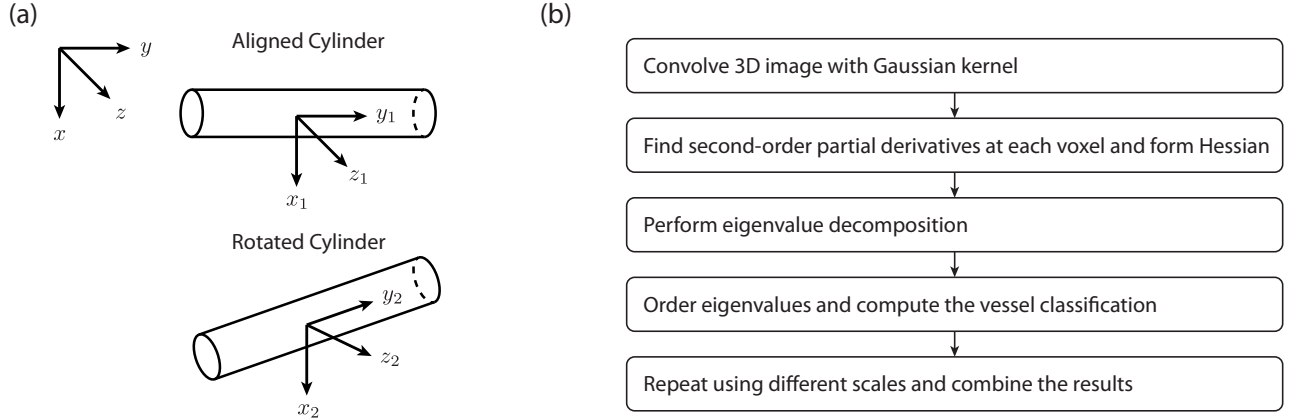 (a)
y
z
x
Aligned Cylinder
y₁
z₁
x₁
Rotated Cylinder
y₂
z₂
x₂
(b)
Convolve 3D image with Gaussian kernel
Find second-order partial derivatives at each voxel and form Hessian
Perform eigenvalue decomposition
Order eigenvalues and compute the vessel classification
Repeat using different scales and combine the results